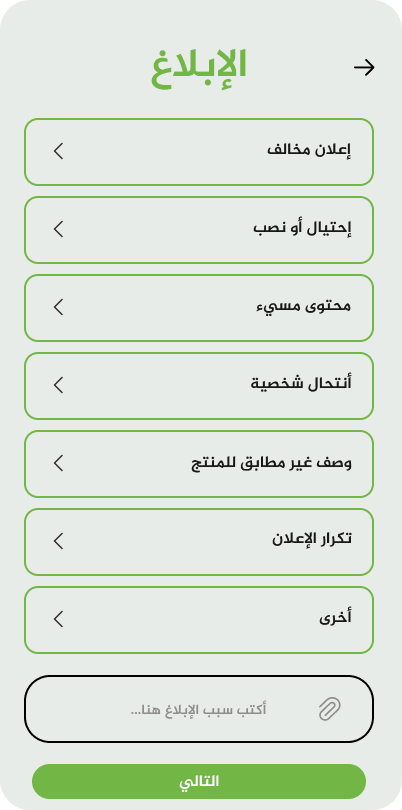 الإبلاغ
إعلان مخالف
إحتيال أو نصب
محتوى مسيء
أنتحال شخصية
وصف غير مطابق للمنتج
تكرار الإعلان
أخرى
أكتب سبب الإبلاغ هنا...
التالي